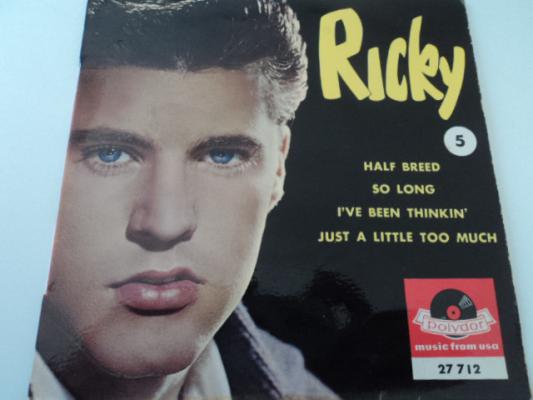 Ricky
5
HALF BREED
SO LONG
I'VE BEEN THINKIN'
JUST A LITTLE TOO MUCH
polydor
music from usa
27 712